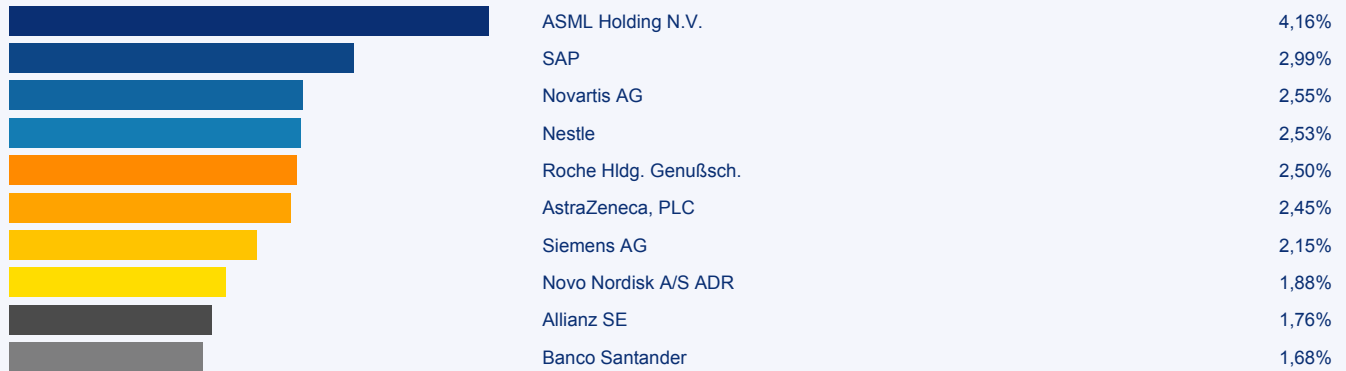 ASML Holding N.V. 4,16%
SAP 2,99%
Novartis AG 2,55%
Nestle 2,53%
Roche Hldg. Genußsch. 2,50%
AstraZeneca, PLC 2,45%
Siemens AG 2,15%
Novo Nordisk A/S ADR 1,88%
Allianz SE 1,76%
Banco Santander 1,68%